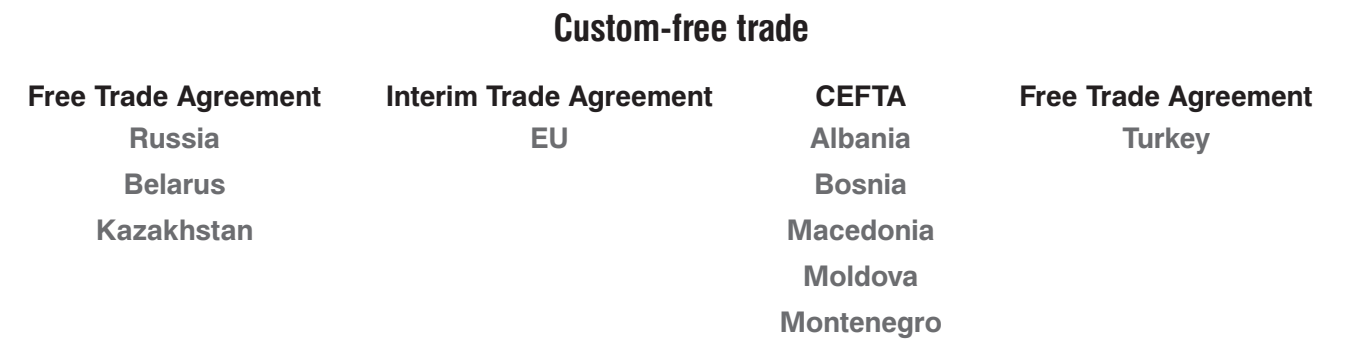 Custom-free trade
Free Trade Agreement Interim Trade Agreement CEFTA Free Trade Agreement
Russia EU Albania Turkey
Belarus Bosnia
Kazakhstan Macedonia
Moldova
Montenegro